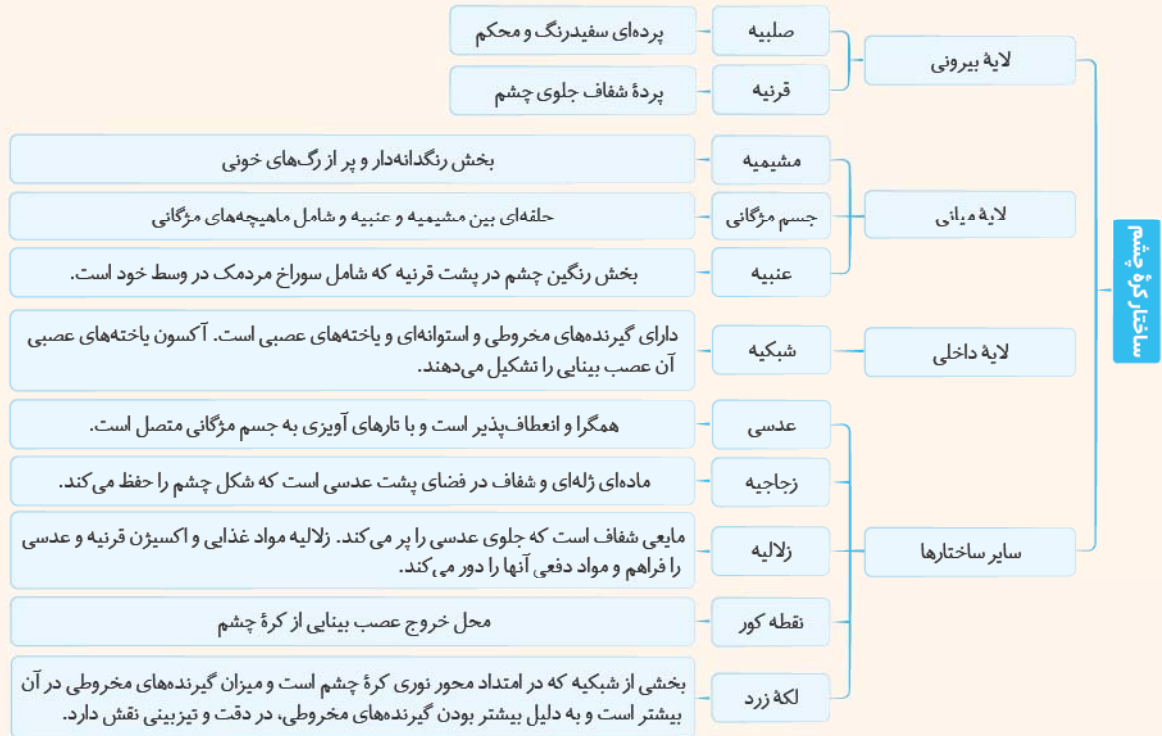 ساختار کرهٔ چشم
لایهٔ بیرونی
صلبیه
پرده‌ای سفیدرنگ و محکم
قرنیه
پردهٔ شفاف جلوی چشم
لایهٔ میانی
مشیمیه
بخش رنگدانه‌دار و پر از رگ‌های خونی
جسم مژگانی
حلقه‌ای بین مشیمیه و عنبیه و شامل ماهیچه‌های مژگانی
عنبیه
بخش رنگین چشم در پشت قرنیه که شامل سوراخ مردمک در وسط خود است.
لایهٔ داخلی
شبکیه
دارای گیرنده‌های مخروطی و استوانه‌ای و یاخته‌های عصبی است. آکسون یاخته‌های عصبی
آن عصب بینایی را تشکیل می‌دهند.
سایر ساختارها
عدسی
همگرا و انعطاف‌پذیر است و با تارهای آویزی به جسم مژگانی متصل است.
زجاجیه
ماده‌ای ژله‌ای و شفاف در فضای پشت عدسی است که شکل چشم را حفظ می‌کند.
زلالیه
مایعی شفاف است که جلوی عدسی را پر می‌کند. زلالیه مواد غذایی و اکسیژن قرنیه و عدسی
را فراهم و مواد دفعی آنها را دور می‌کند.
نقطه کور
محل خروج عصب بینایی از کرهٔ چشم
لکهٔ زرد
بخشی از شبکیه که در امتداد محور نوری کرهٔ چشم است و میزان گیرنده‌های مخروطی در آن
بیشتر است و به دلیل بیشتر بودن گیرنده‌های مخروطی، در دقت و تیزبینی نقش دارد.